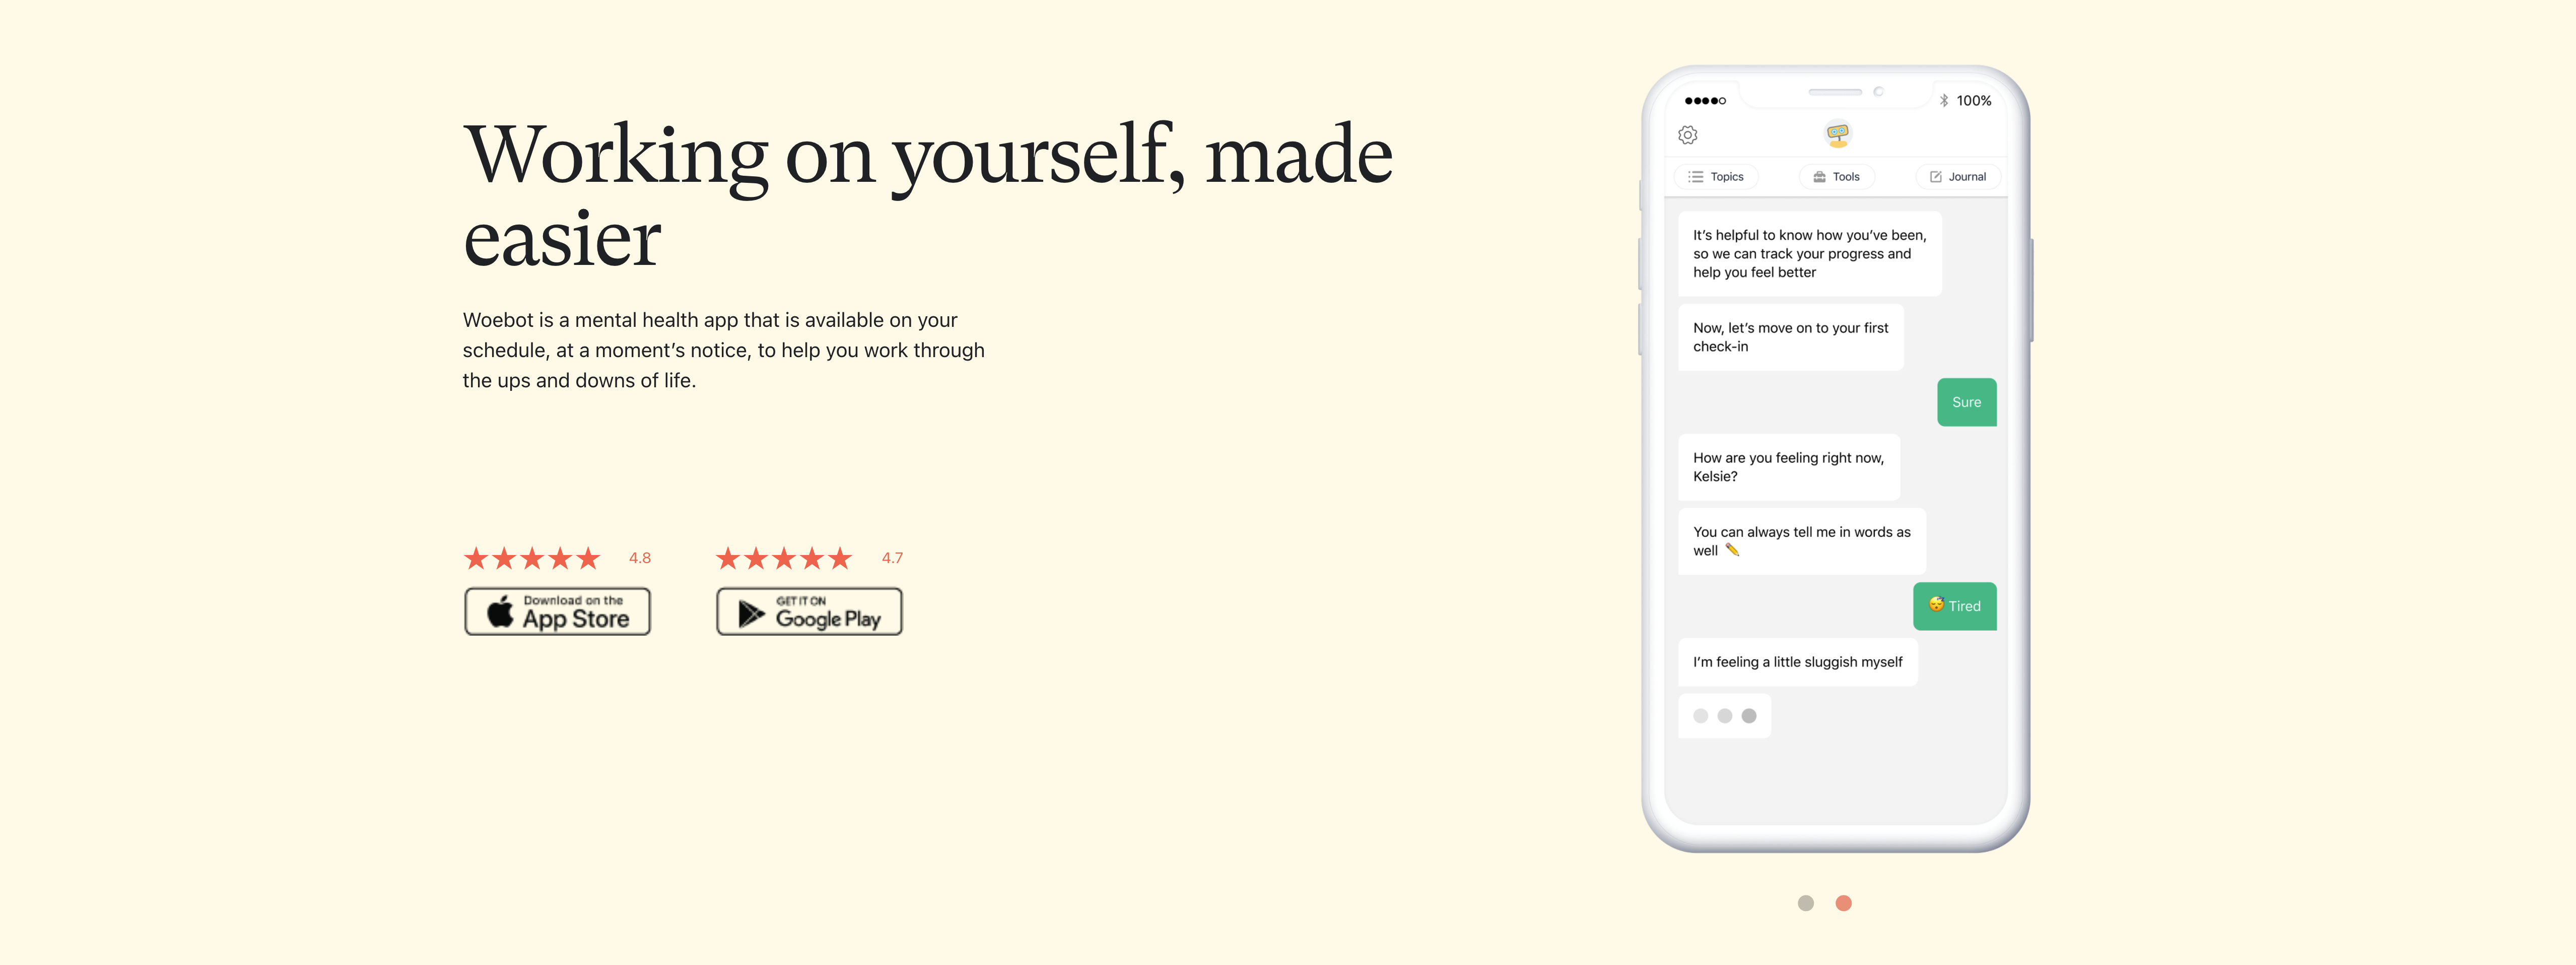 Working on yourself, made
easier
Woebot is a mental health app that is available on your
schedule, at a moment’s notice, to help you work through
the ups and downs of life.
4.8
4.7
Download on the
App Store
GET IT ON
Google Play
100%
Topics
Tools
Journal
It’s helpful to know how you’ve been,
so we can track your progress and
help you feel better
Now, let’s move on to your first
check-in
Sure
How are you feeling right now,
Kelsie?
You can always tell me in words as
well ✏️
😴 Tired
I’m feeling a little sluggish myself